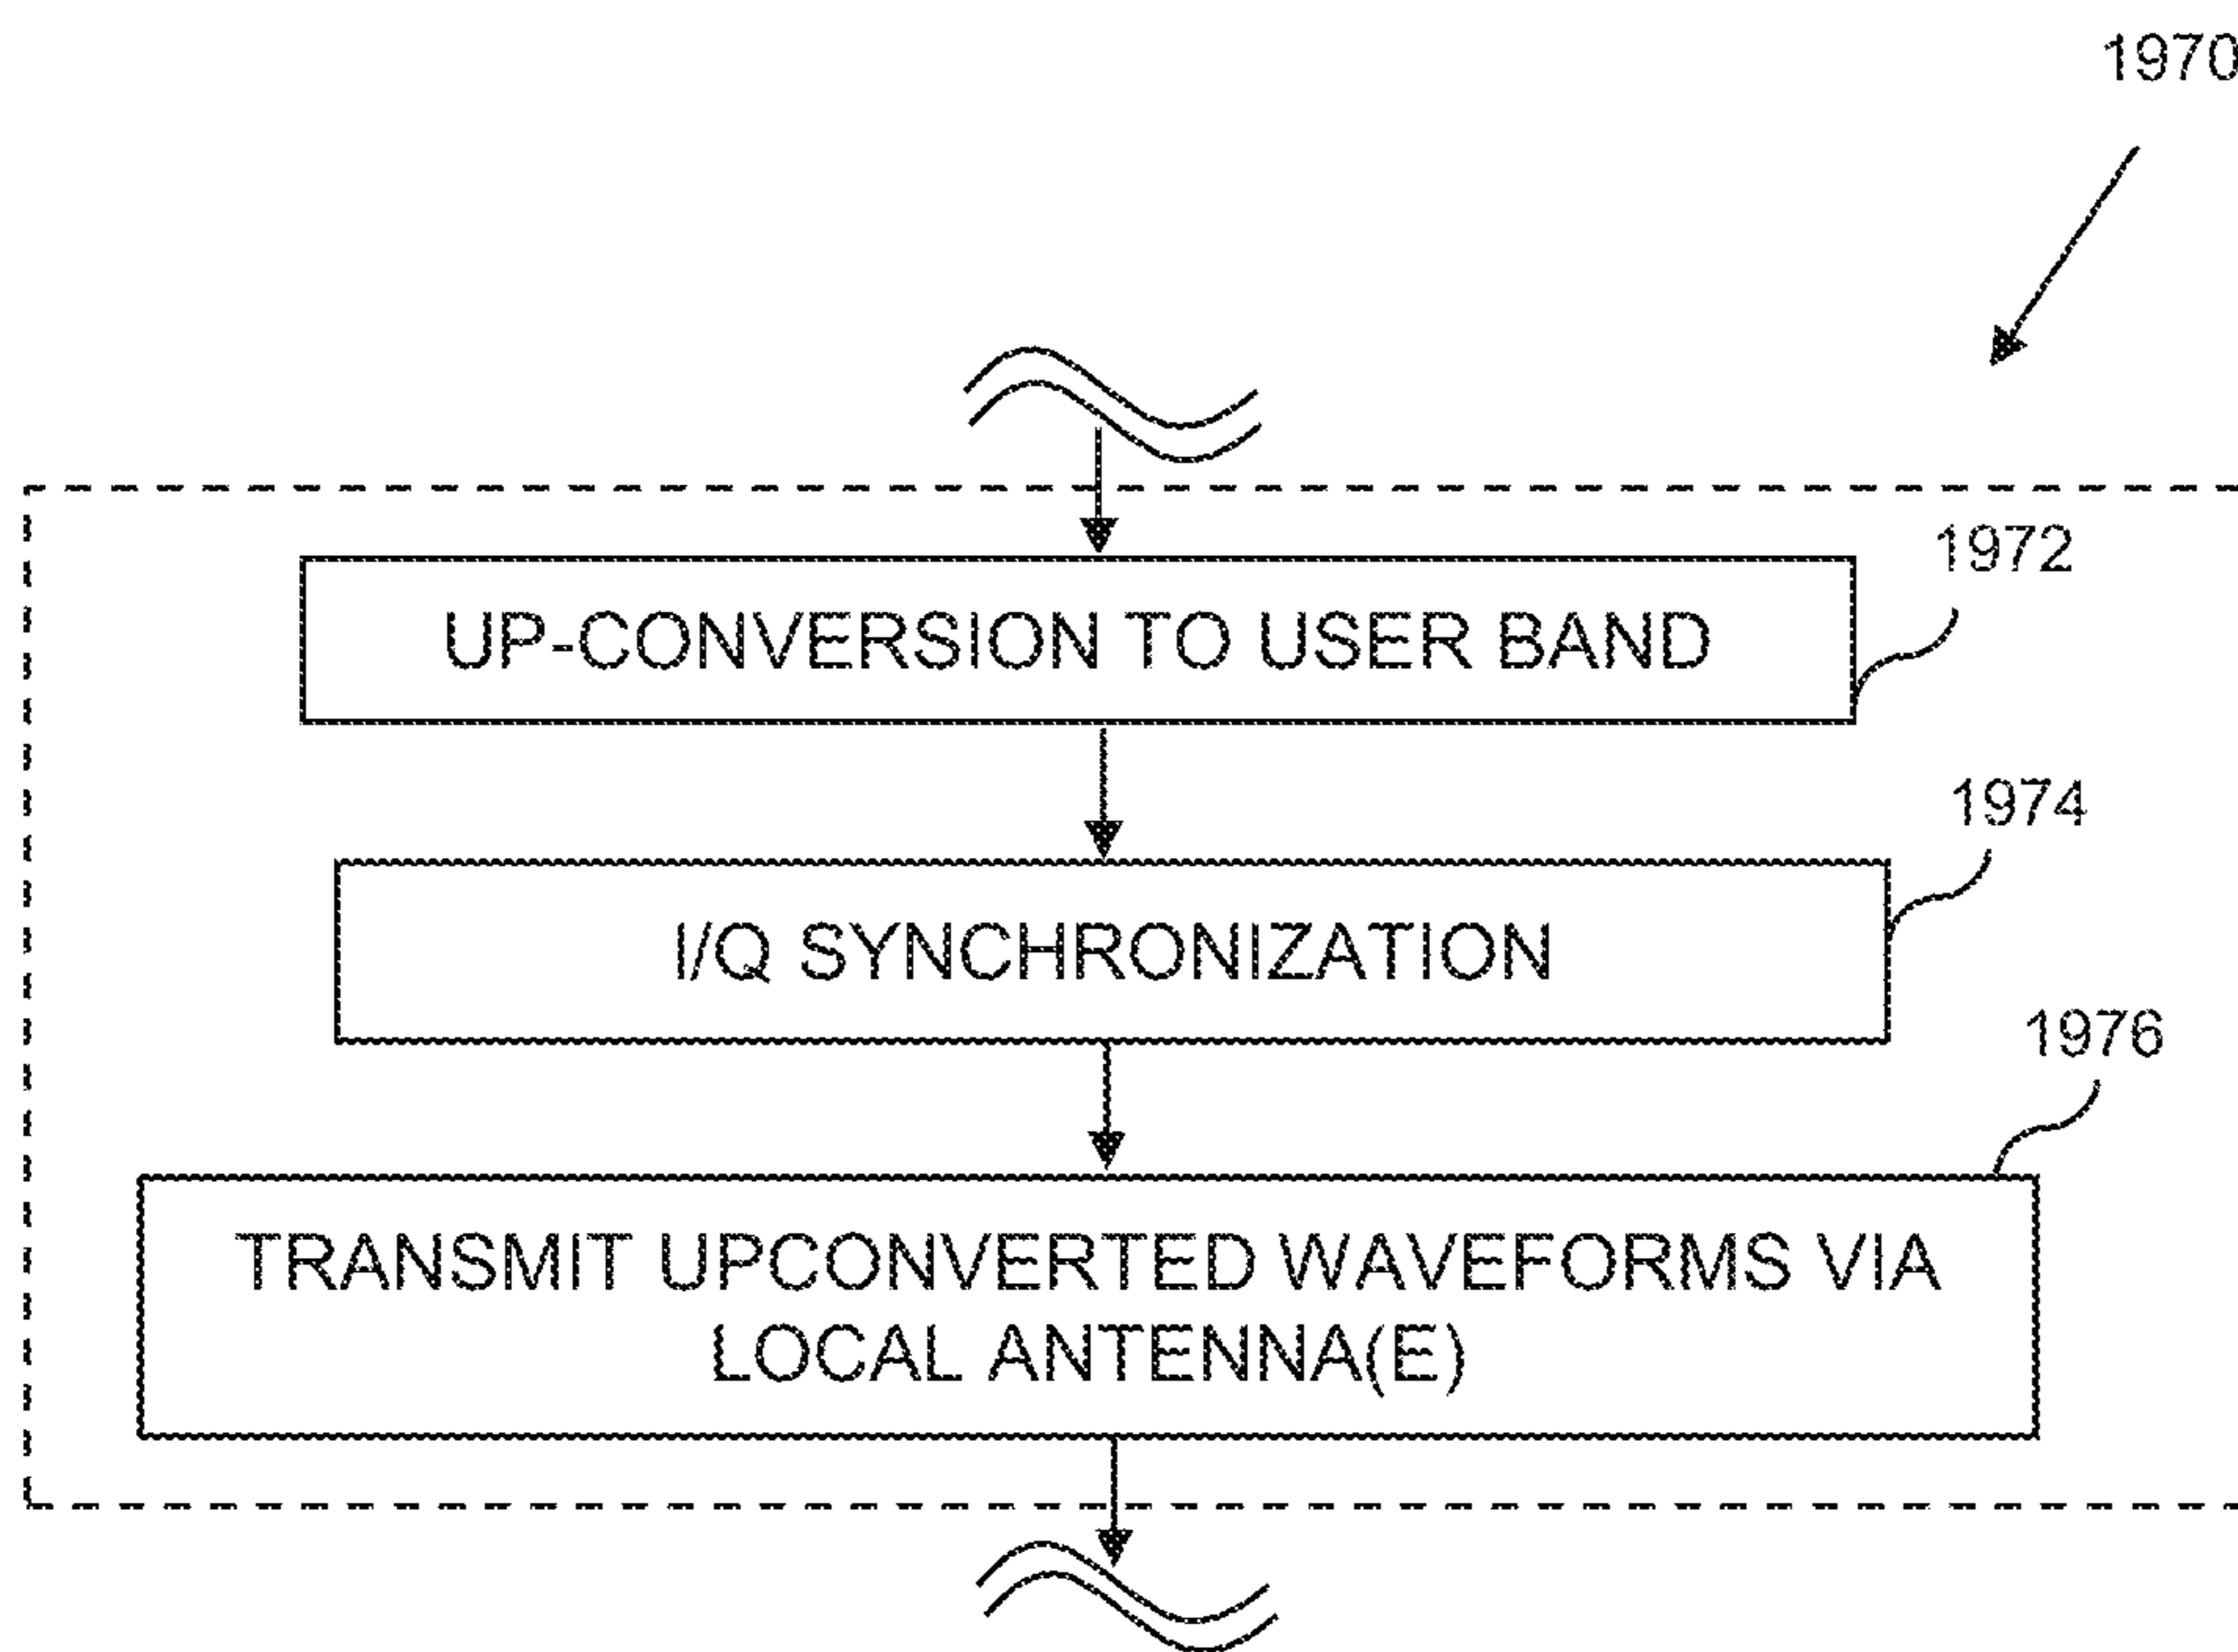 1970
1972
UP-CONVERSION TO USER BAND
1974
I/Q SYNCHRONIZATION
1976
TRANSMIT UPCONVERTED WAVEFORMS VIA
LOCAL ANTENNA(E)